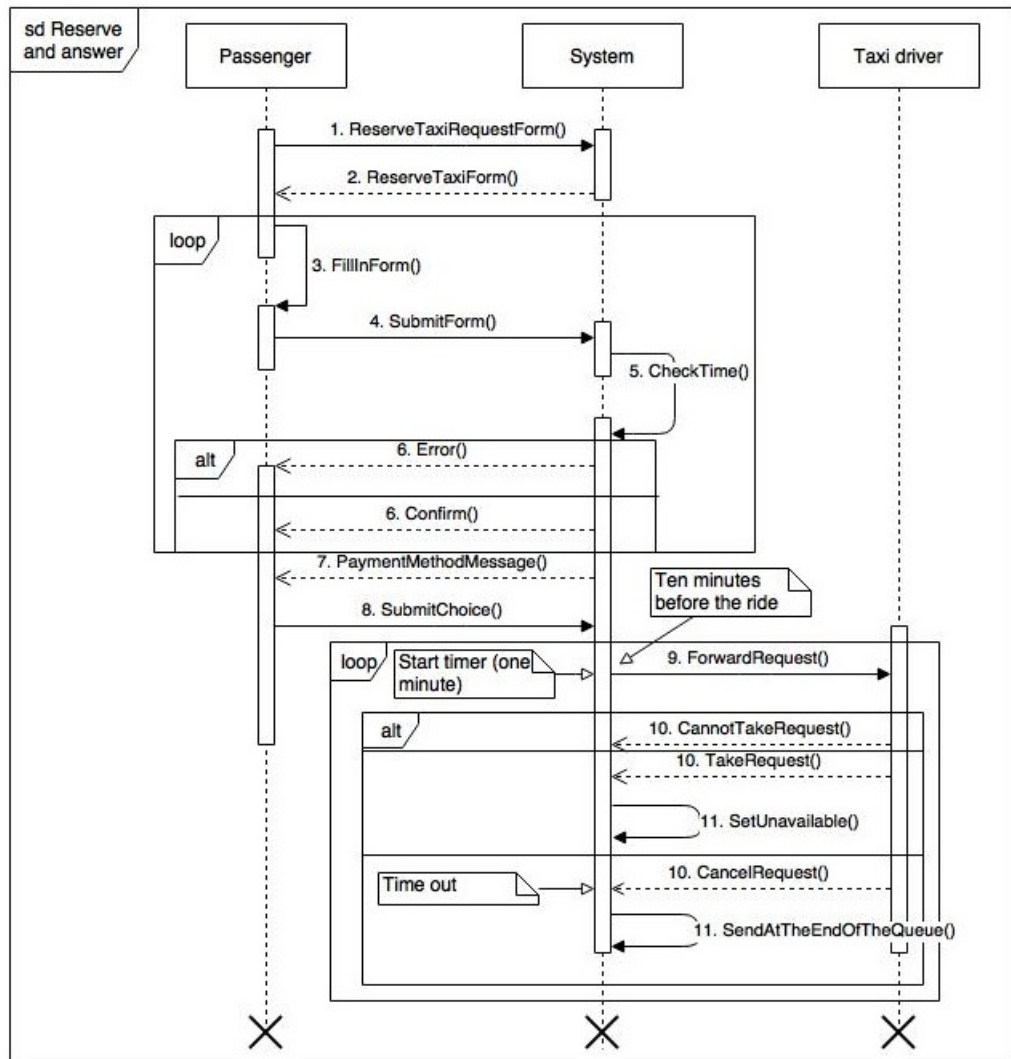 sd Reserve
and answer
Passenger
System
Taxi driver
1. ReserveTaxiRequestForm()
2. ReserveTaxiForm()
loop
3. FillInForm()
4. SubmitForm()
5. CheckTime()
alt
6. Error()
6. Confirm()
7. PaymentMethodMessage()
Ten minutes
before the ride
8. SubmitChoice()
loop
Start timer (one
minute)
9. ForwardRequest()
alt
10. CannotTakeRequest()
10. TakeRequest()
11. SetUnavailable()
Time out
10. CancelRequest()
11. SendAtTheEndOfTheQueue()